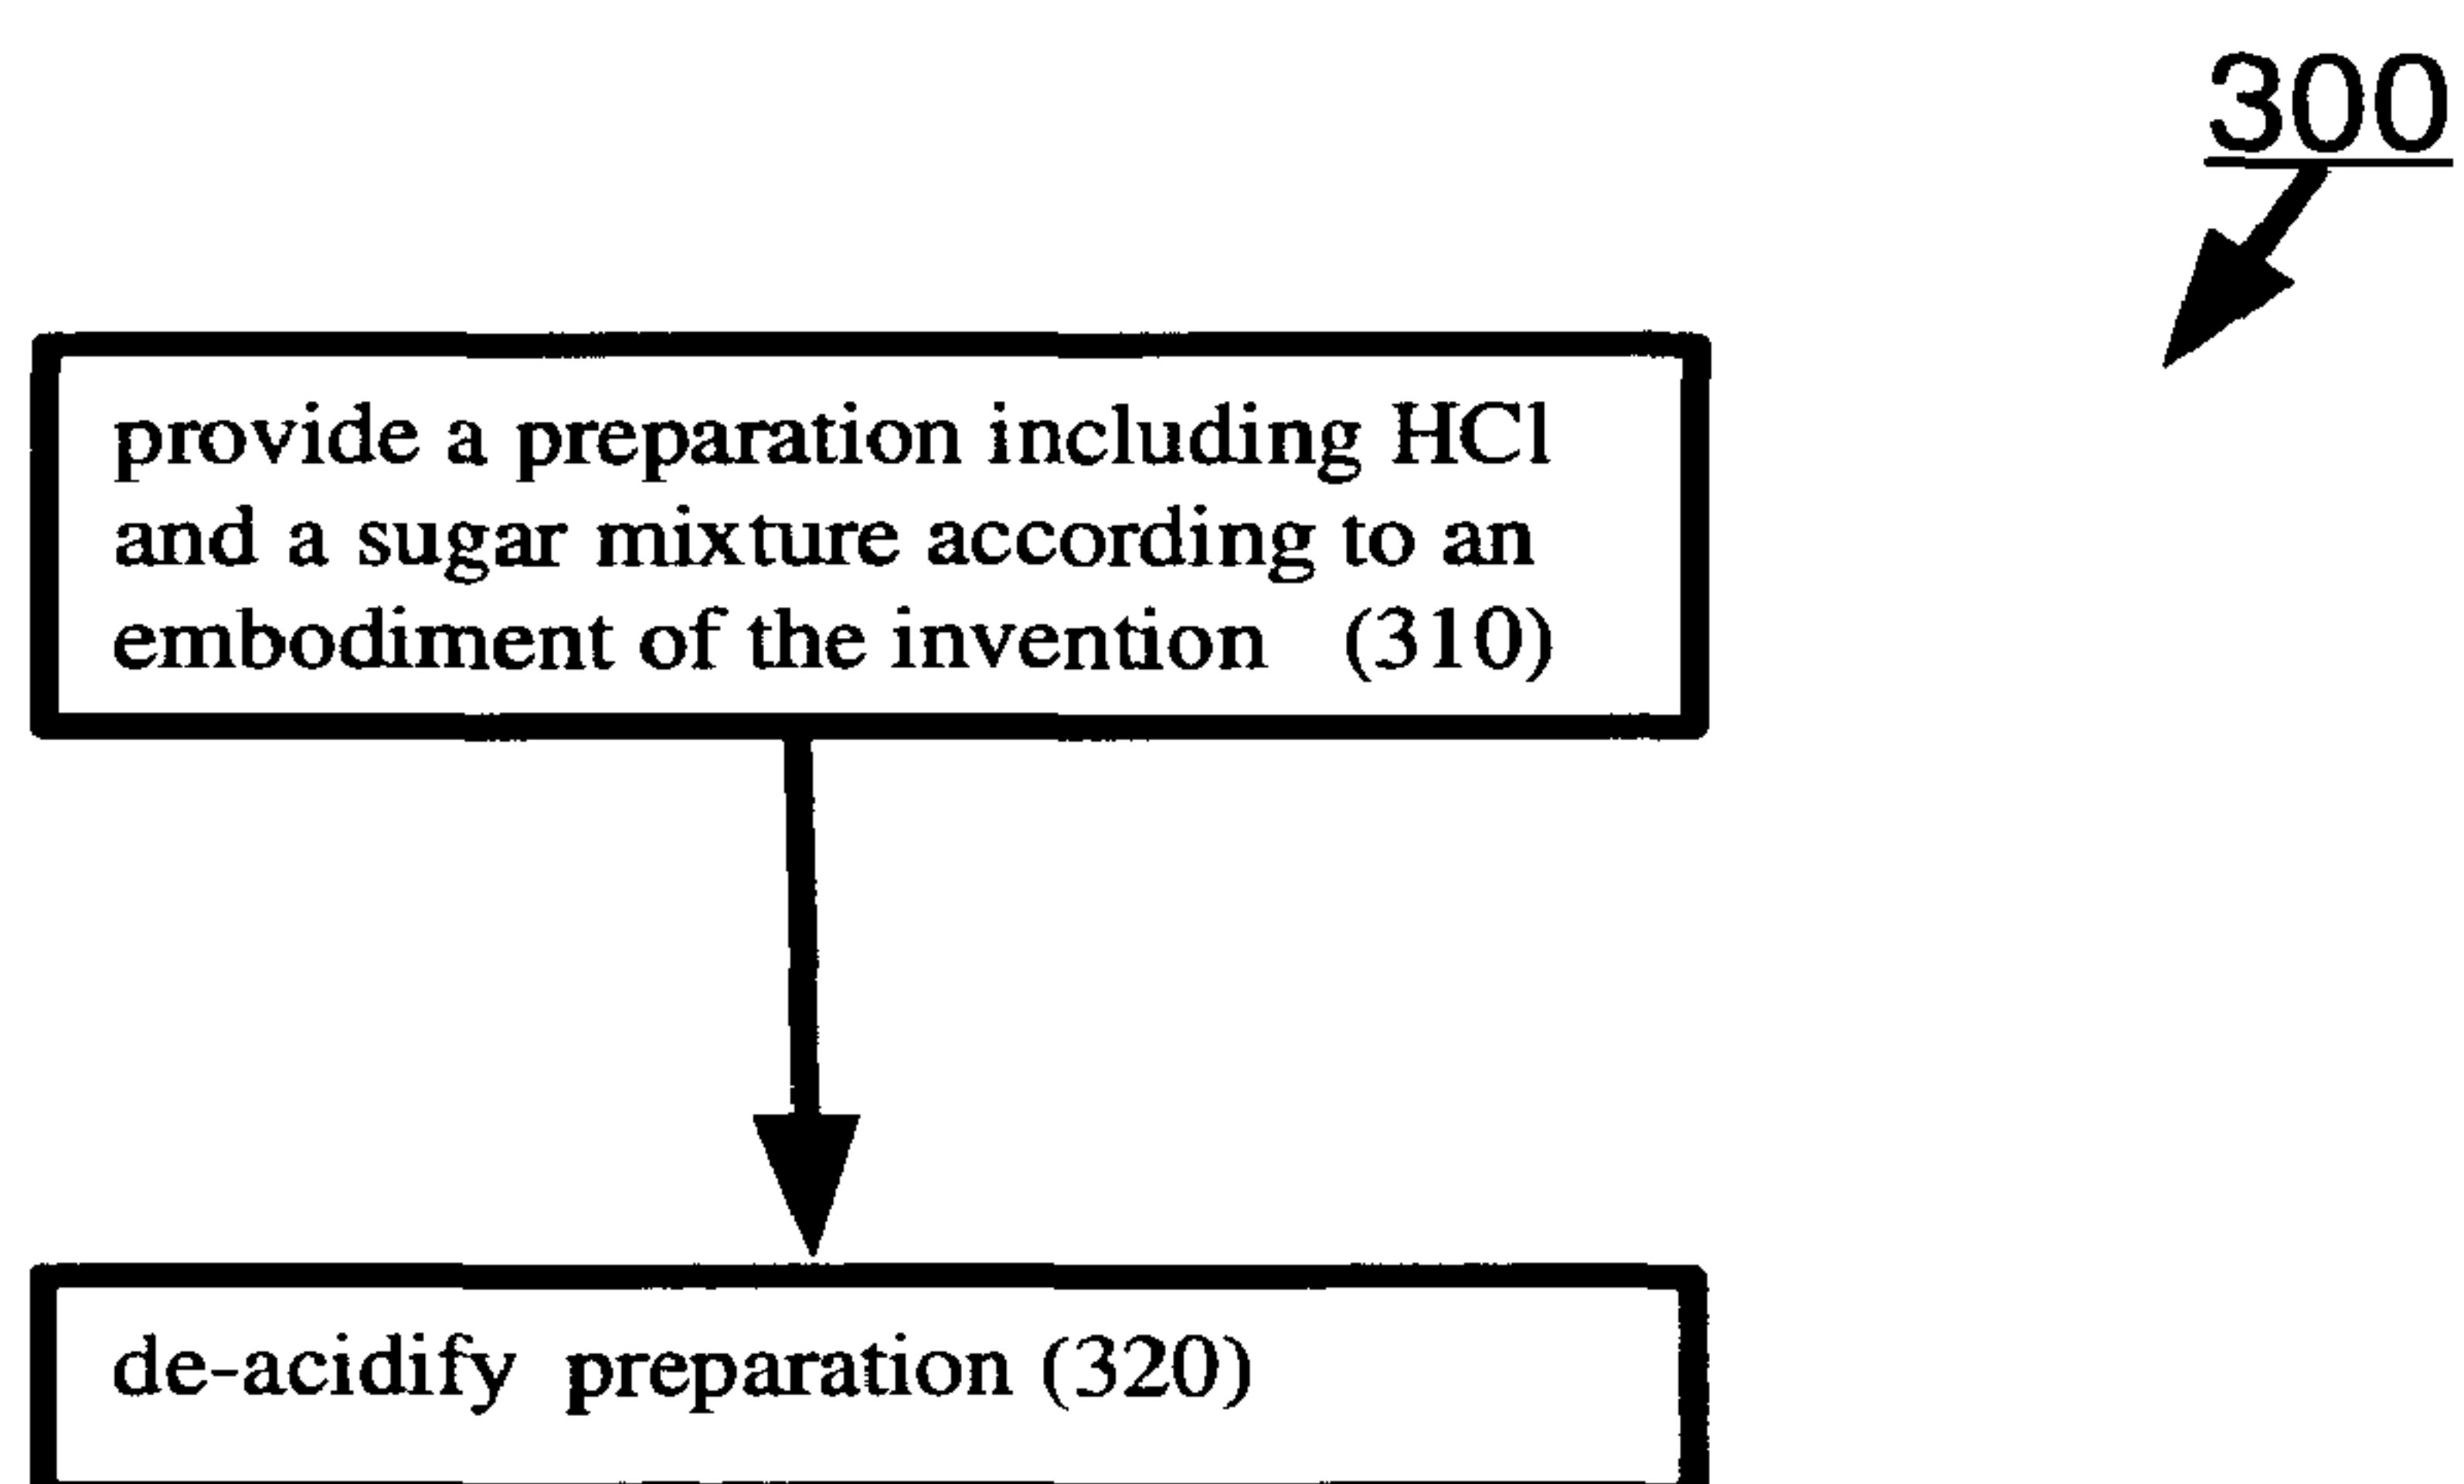 300
provide a preparation including HCl
and a sugar mixture according to an
embodiment of the invention (310)
de-acidify preparation (320)